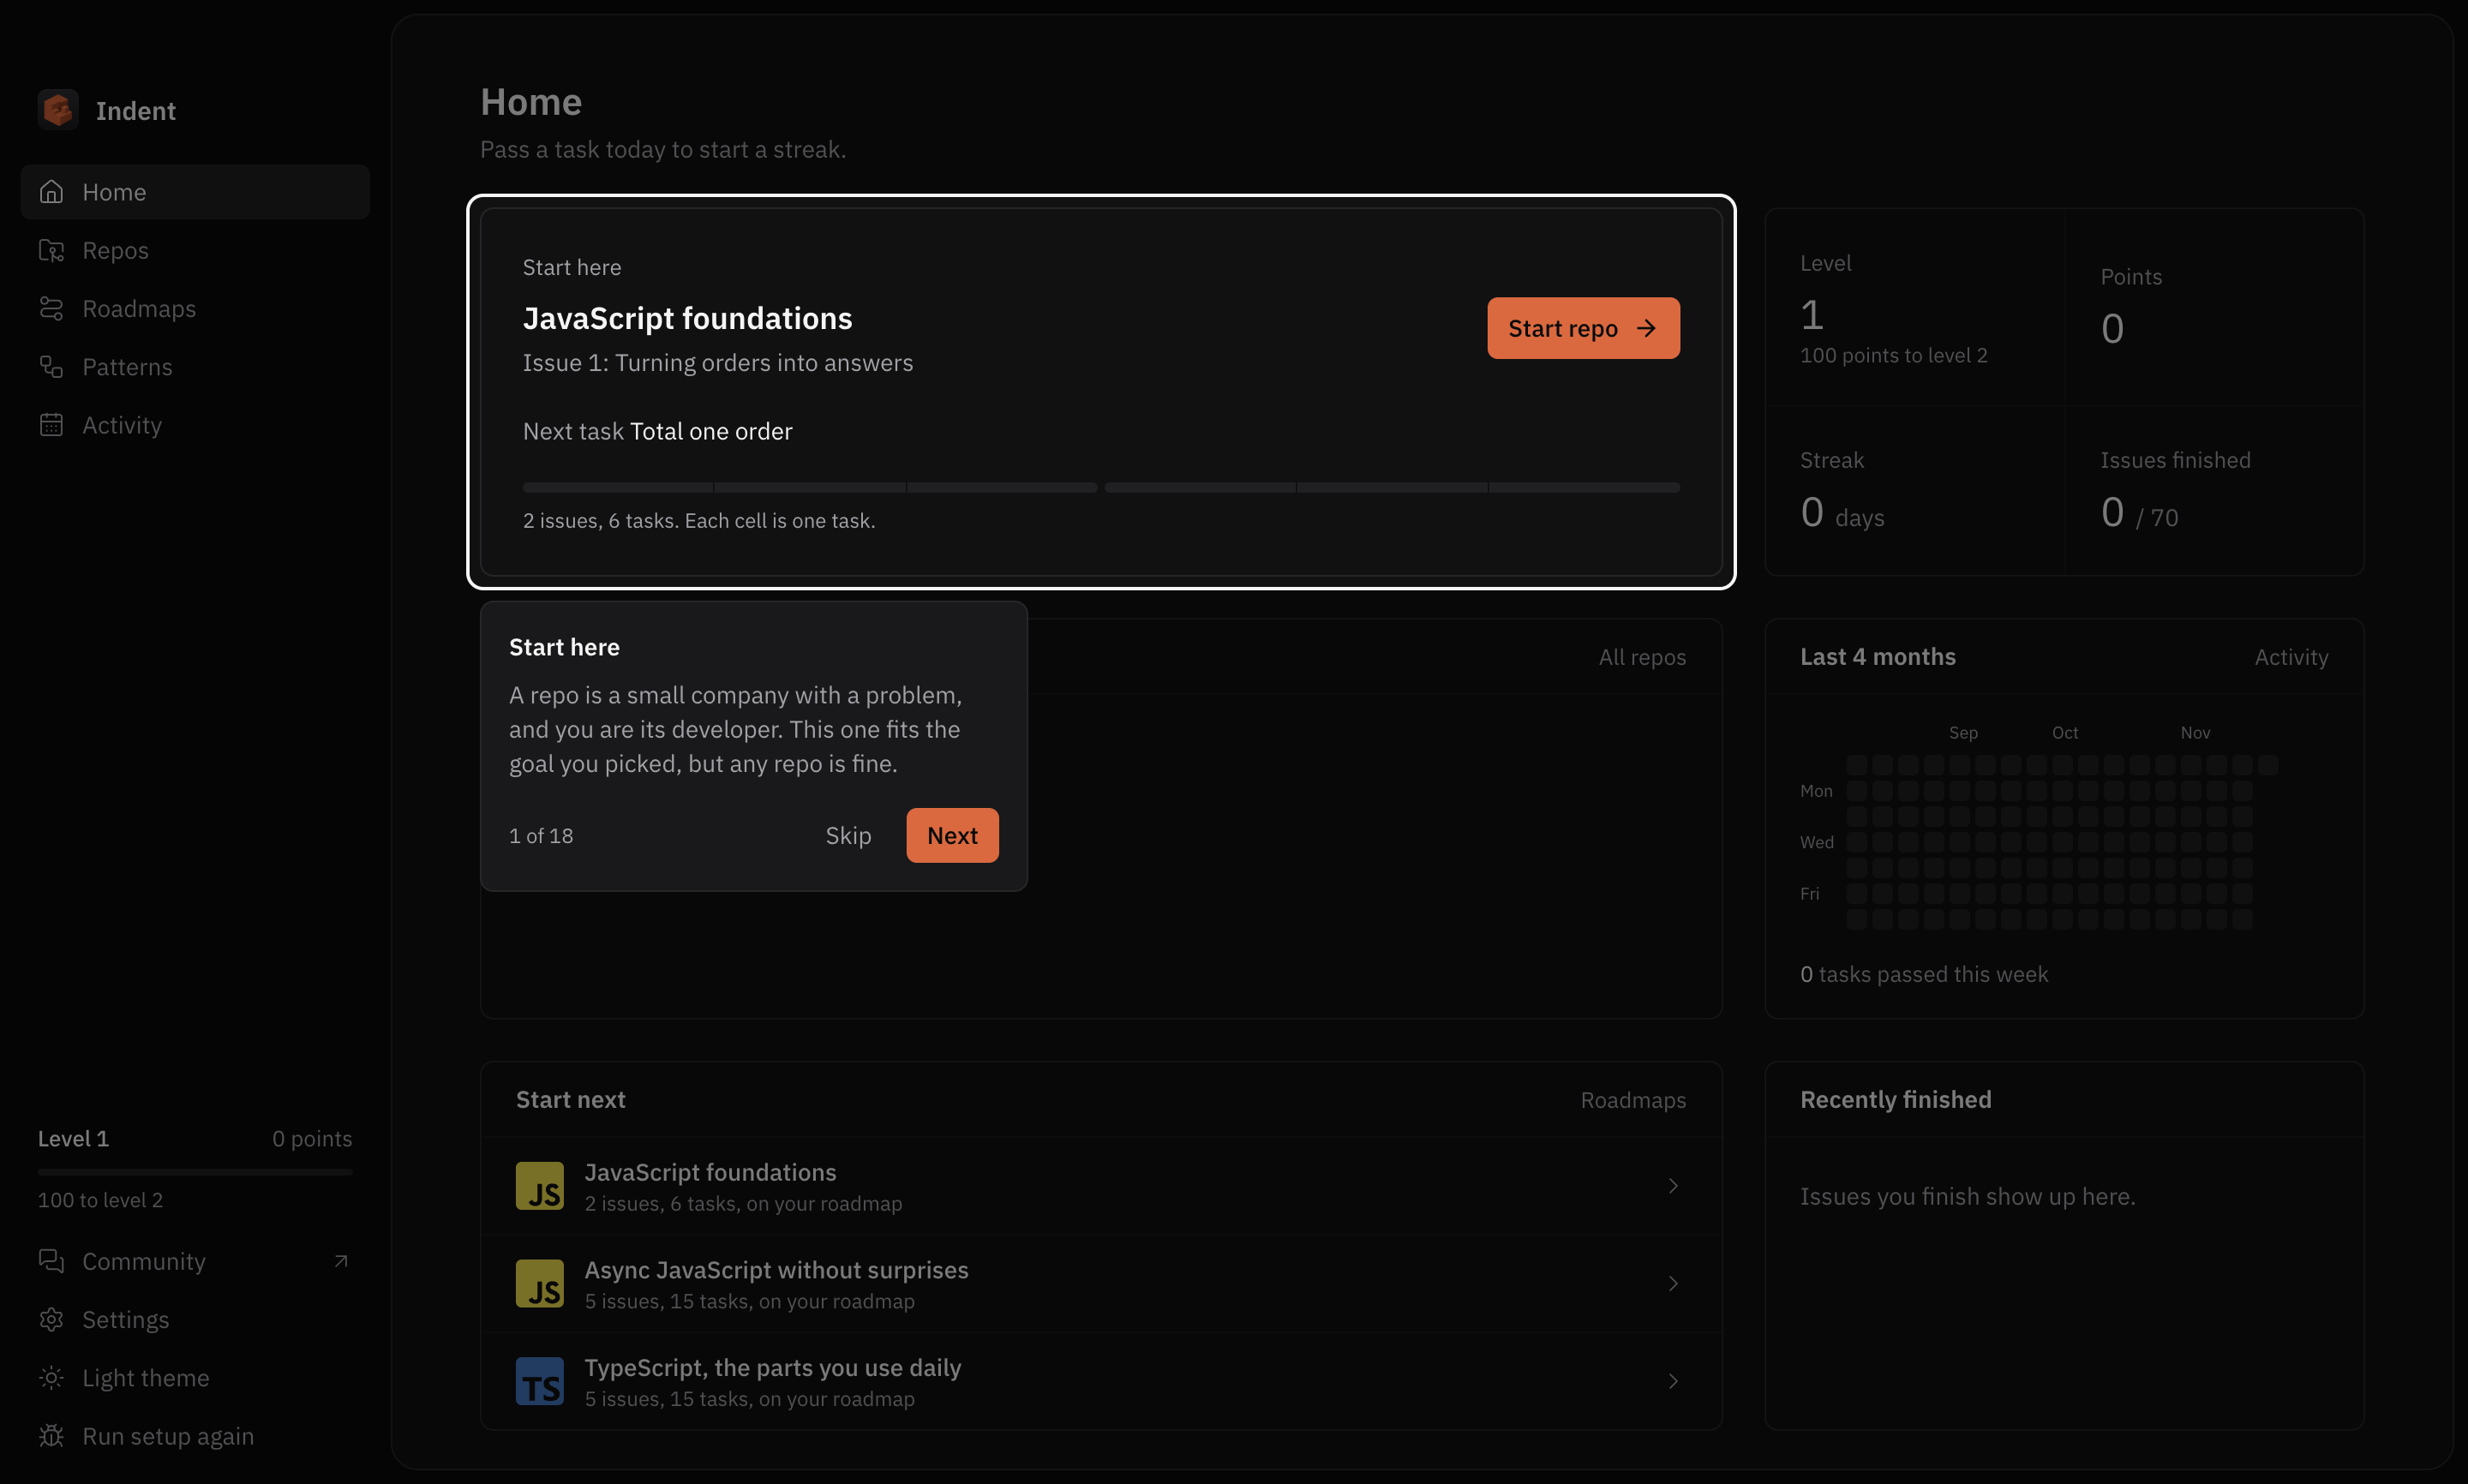 Indent
Home
Repos
Roadmaps
Patterns
Activity
Level 1
0 points
100 to level 2
Community
Settings
Light theme
Run setup again
Home
Pass a task today to start a streak.
Start here
JavaScript foundations
Issue 1: Turning orders into answers
Start repo
Next task Total one order
2 issues, 6 tasks. Each cell is one task.
Level
1
100 points to level 2
Points
0
Streak
0 days
Issues finished
0 / 70
Start here
A repo is a small company with a problem,
and you are its developer. This one fits the
goal you picked, but any repo is fine.
1 of 18
Skip
Next
All repos
Last 4 months
Activity
Sep
Oct
Nov
Mon
Wed
Fri
0 tasks passed this week
Start next
Roadmaps
JS
JavaScript foundations
2 issues, 6 tasks, on your roadmap
JS
Async JavaScript without surprises
5 issues, 15 tasks, on your roadmap
TS
TypeScript, the parts you use daily
5 issues, 15 tasks, on your roadmap
Recently finished
Issues you finish show up here.